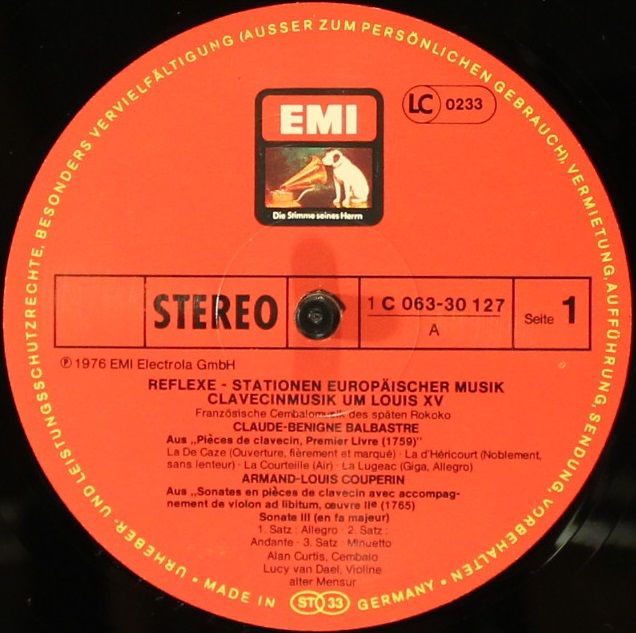 URHEBER- UND LEISTUNGSSCHUTZRECHTE, BESONDERS VERVIELFÄLTIGUNG (AUSSER ZUM PERSÖNLICHEN GEBRAUCH), VERMIETUNG, AUFFÜHRUNG, SENDUNG, VORBEHALTEN •
EMI
Die Stimme seines Herrn
LC 0233
STEREO
1 C 063-30 127
A
Seite 1
℗ 1976 EMI Electrola GmbH
REFLEXE - STATIONEN EUROPÄISCHER MUSIK
CLAVECINMUSIK UM LOUIS XV
Französische Cembalomusik des späten Rokoko
CLAUDE-BENIGNE BALBASTRE
Aus „Pièces de clavecin, Premier Livre (1759)"
La De Caze (Ouverture, fièrement et marqué) · La d'Héricourt (Noblement,
sans lenteur) · La Courteille (Air) · La Lugeac (Giga, Allegro)
ARMAND-LOUIS COUPERIN
Aus „Sonates en pièces de clavecin avec accompag-
nement de violon ad libitum, œuvre IIe (1765)
Sonate III (en fa majeur)
1. Satz : Allegro · 2. Satz :
Andante · 3. Satz : Minuetto
Alan Curtis, Cembalo
Lucy van Dael, Violine
alter Mensur
• MADE IN ST 33 GERMANY •